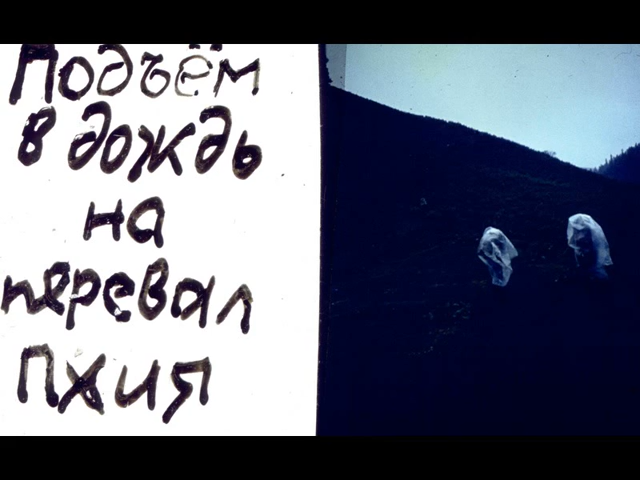 Подъём
в дождь
на
перевал
пхия